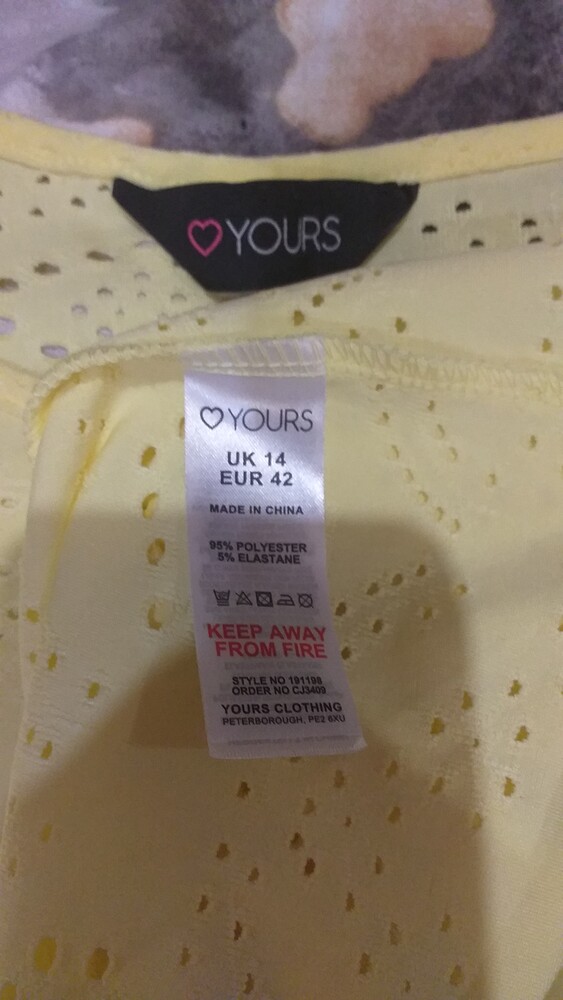 YOURS
YOURS
UK 14
EUR 42
MADE IN CHINA
95% POLYESTER
5% ELASTANE
KEEP AWAY
FROM FIRE
STYLE NO 191198
ORDER NO CJ3409
YOURS CLOTHING
PETERBOROUGH, PE2 6XU